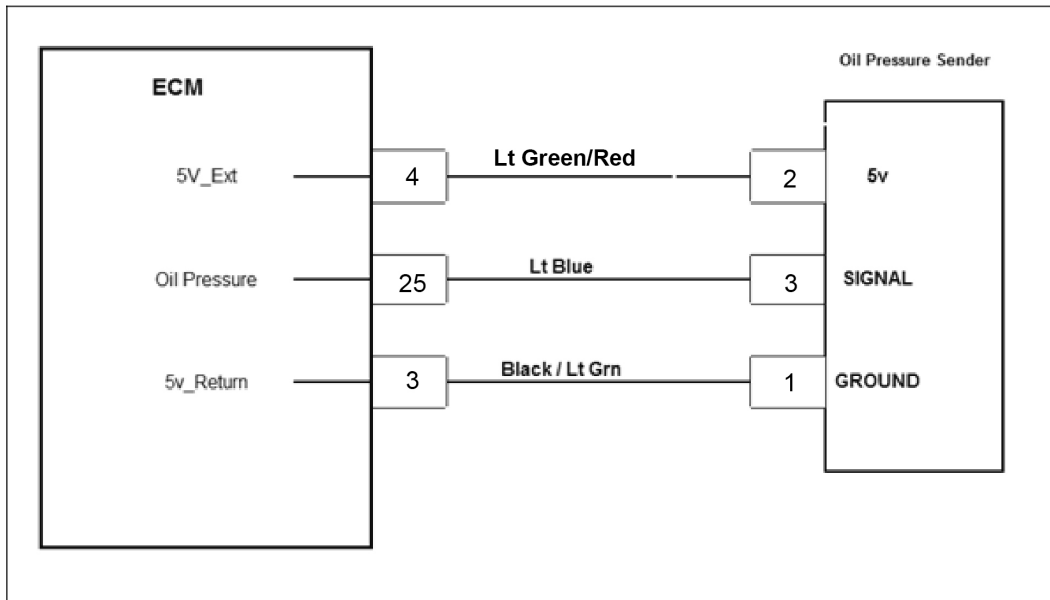 Oil Pressure Sender
ECM
5V_Ext
4
Lt Green/Red
2
5v
Oil Pressure
25
Lt Blue
3
SIGNAL
5v_Return
3
Black / Lt Grn
1
GROUND